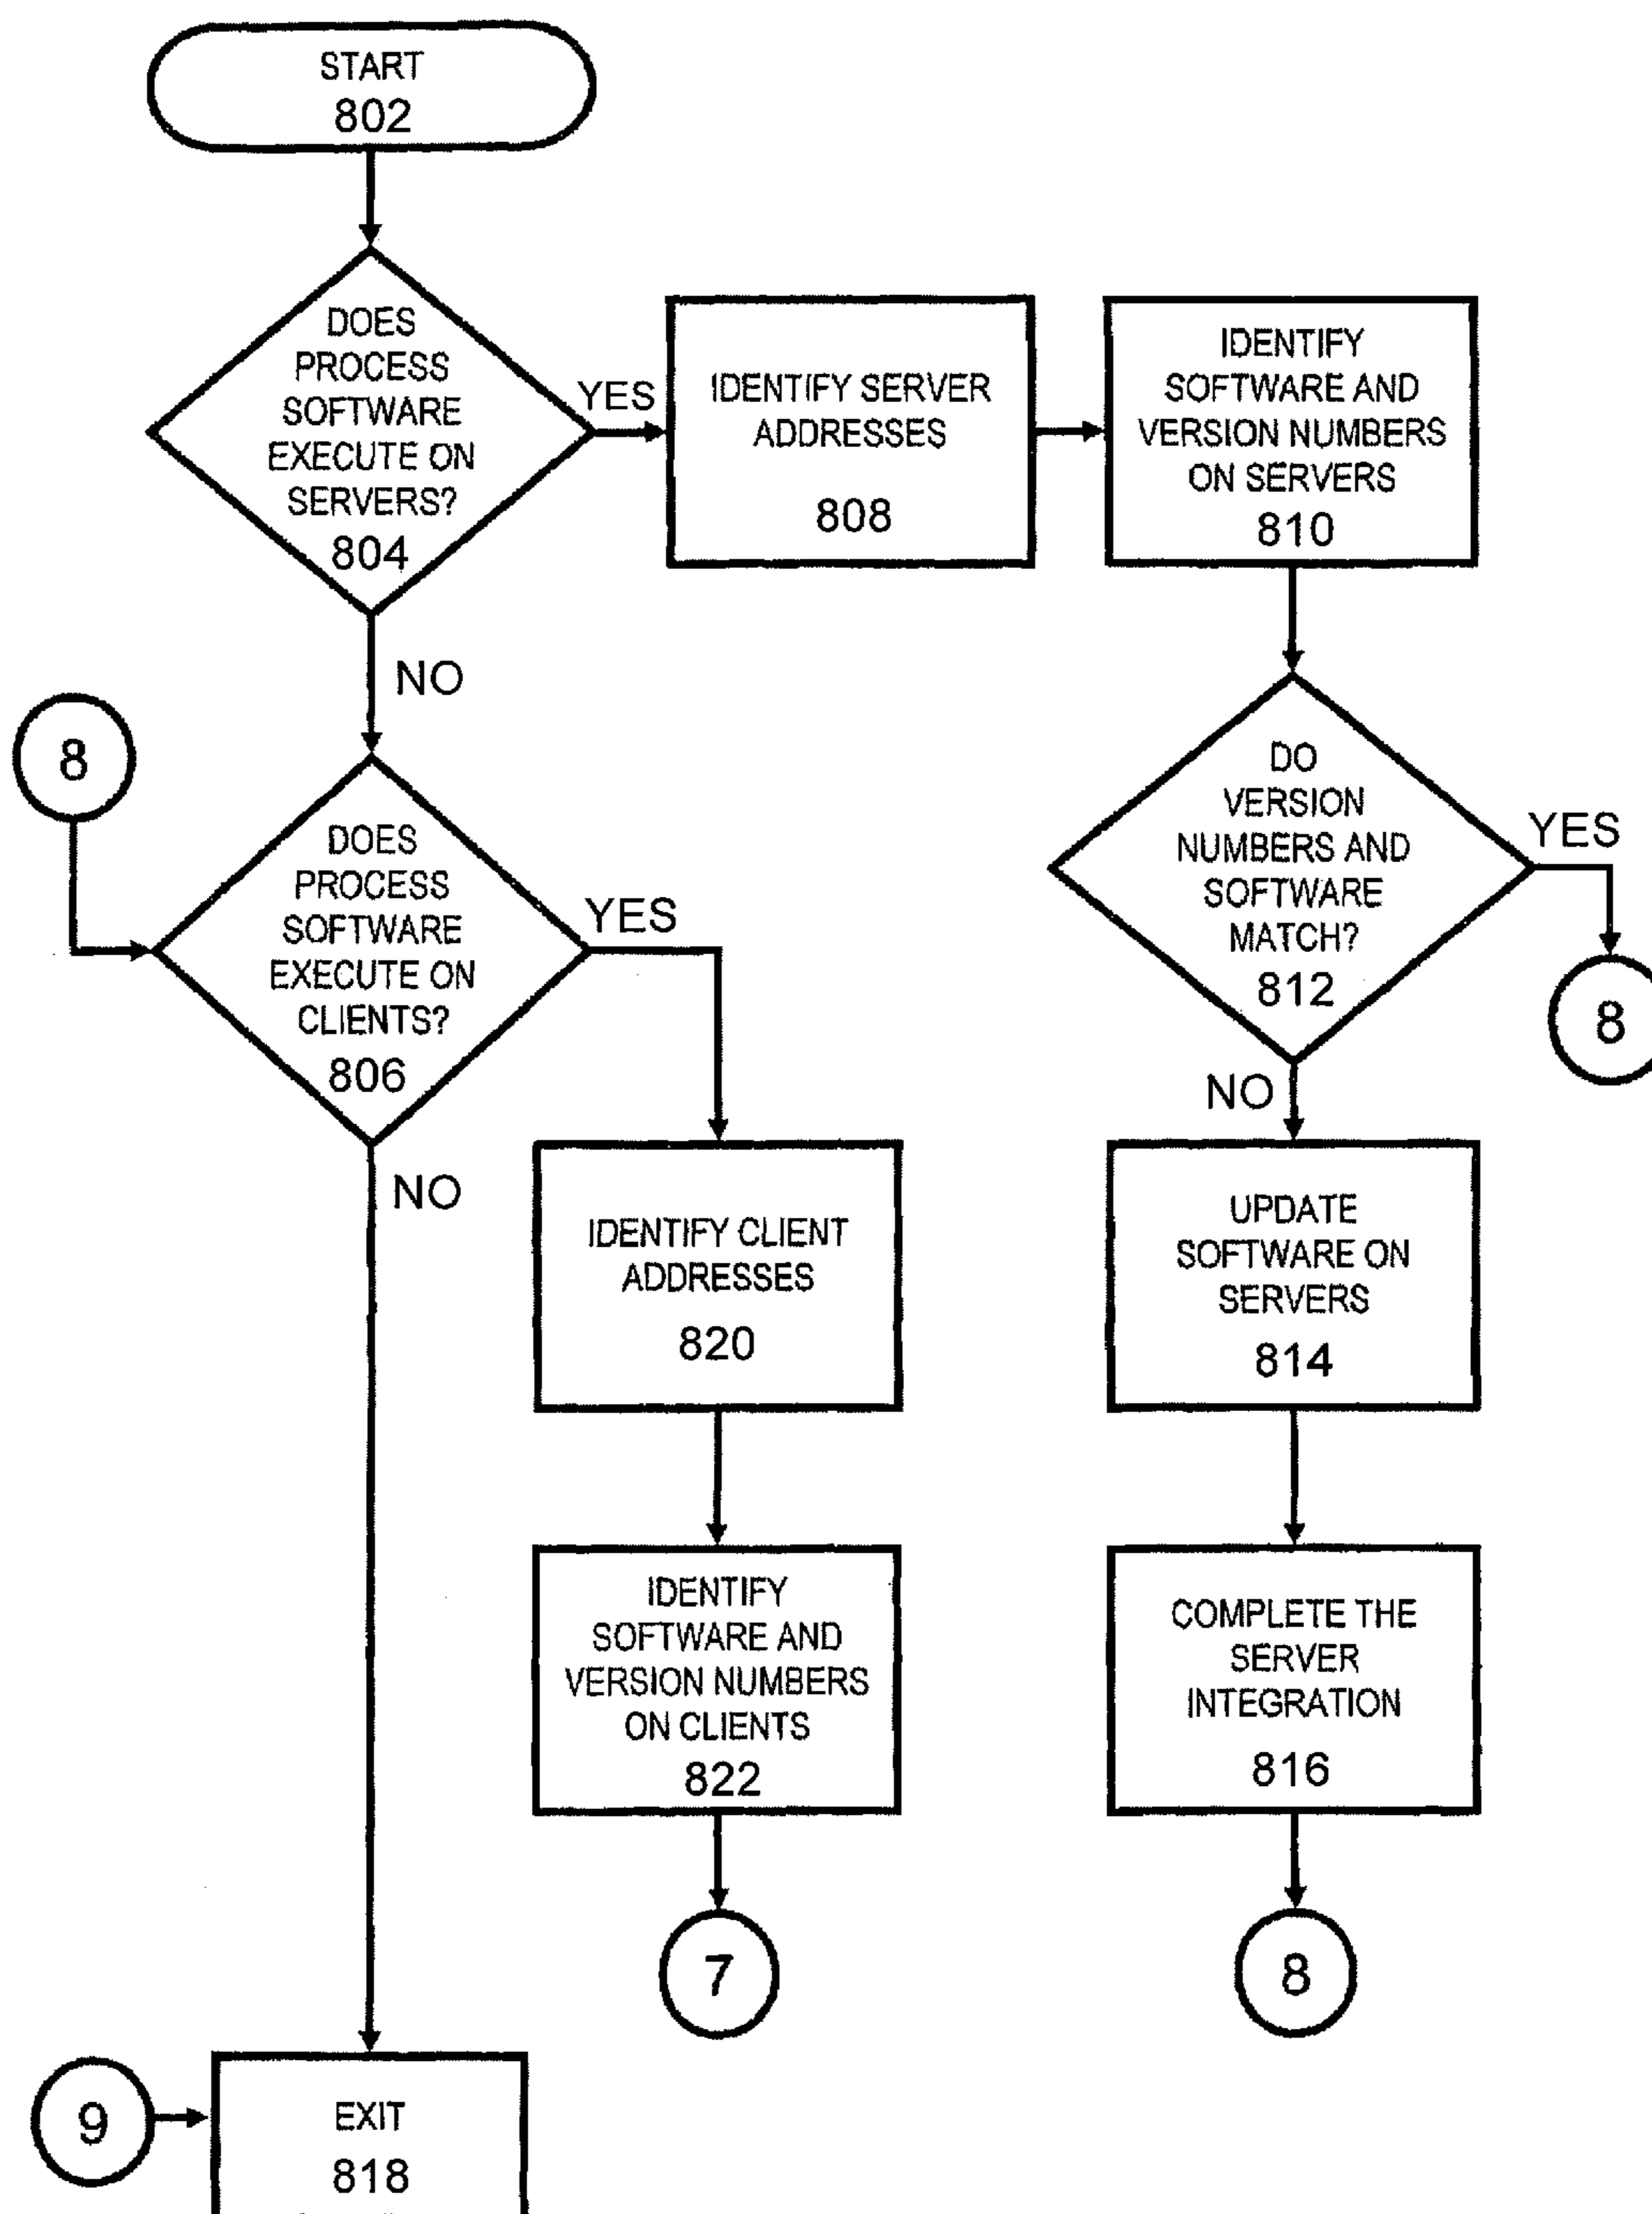 START
802
DOES
PROCESS
SOFTWARE
EXECUTE ON
SERVERS?
804
YES
IDENTIFY SERVER
ADDRESSES
808
IDENTIFY
SOFTWARE AND
VERSION NUMBERS
ON SERVERS
810
NO
8
DOES
PROCESS
SOFTWARE
EXECUTE ON
CLIENTS?
806
YES
DO
VERSION
NUMBERS AND
SOFTWARE
MATCH?
812
YES
8
NO
NO
IDENTIFY CLIENT
ADDRESSES
820
UPDATE
SOFTWARE ON
SERVERS
814
IDENTIFY
SOFTWARE AND
VERSION NUMBERS
ON CLIENTS
822
COMPLETE THE
SERVER
INTEGRATION
816
7
8
9
EXIT
818